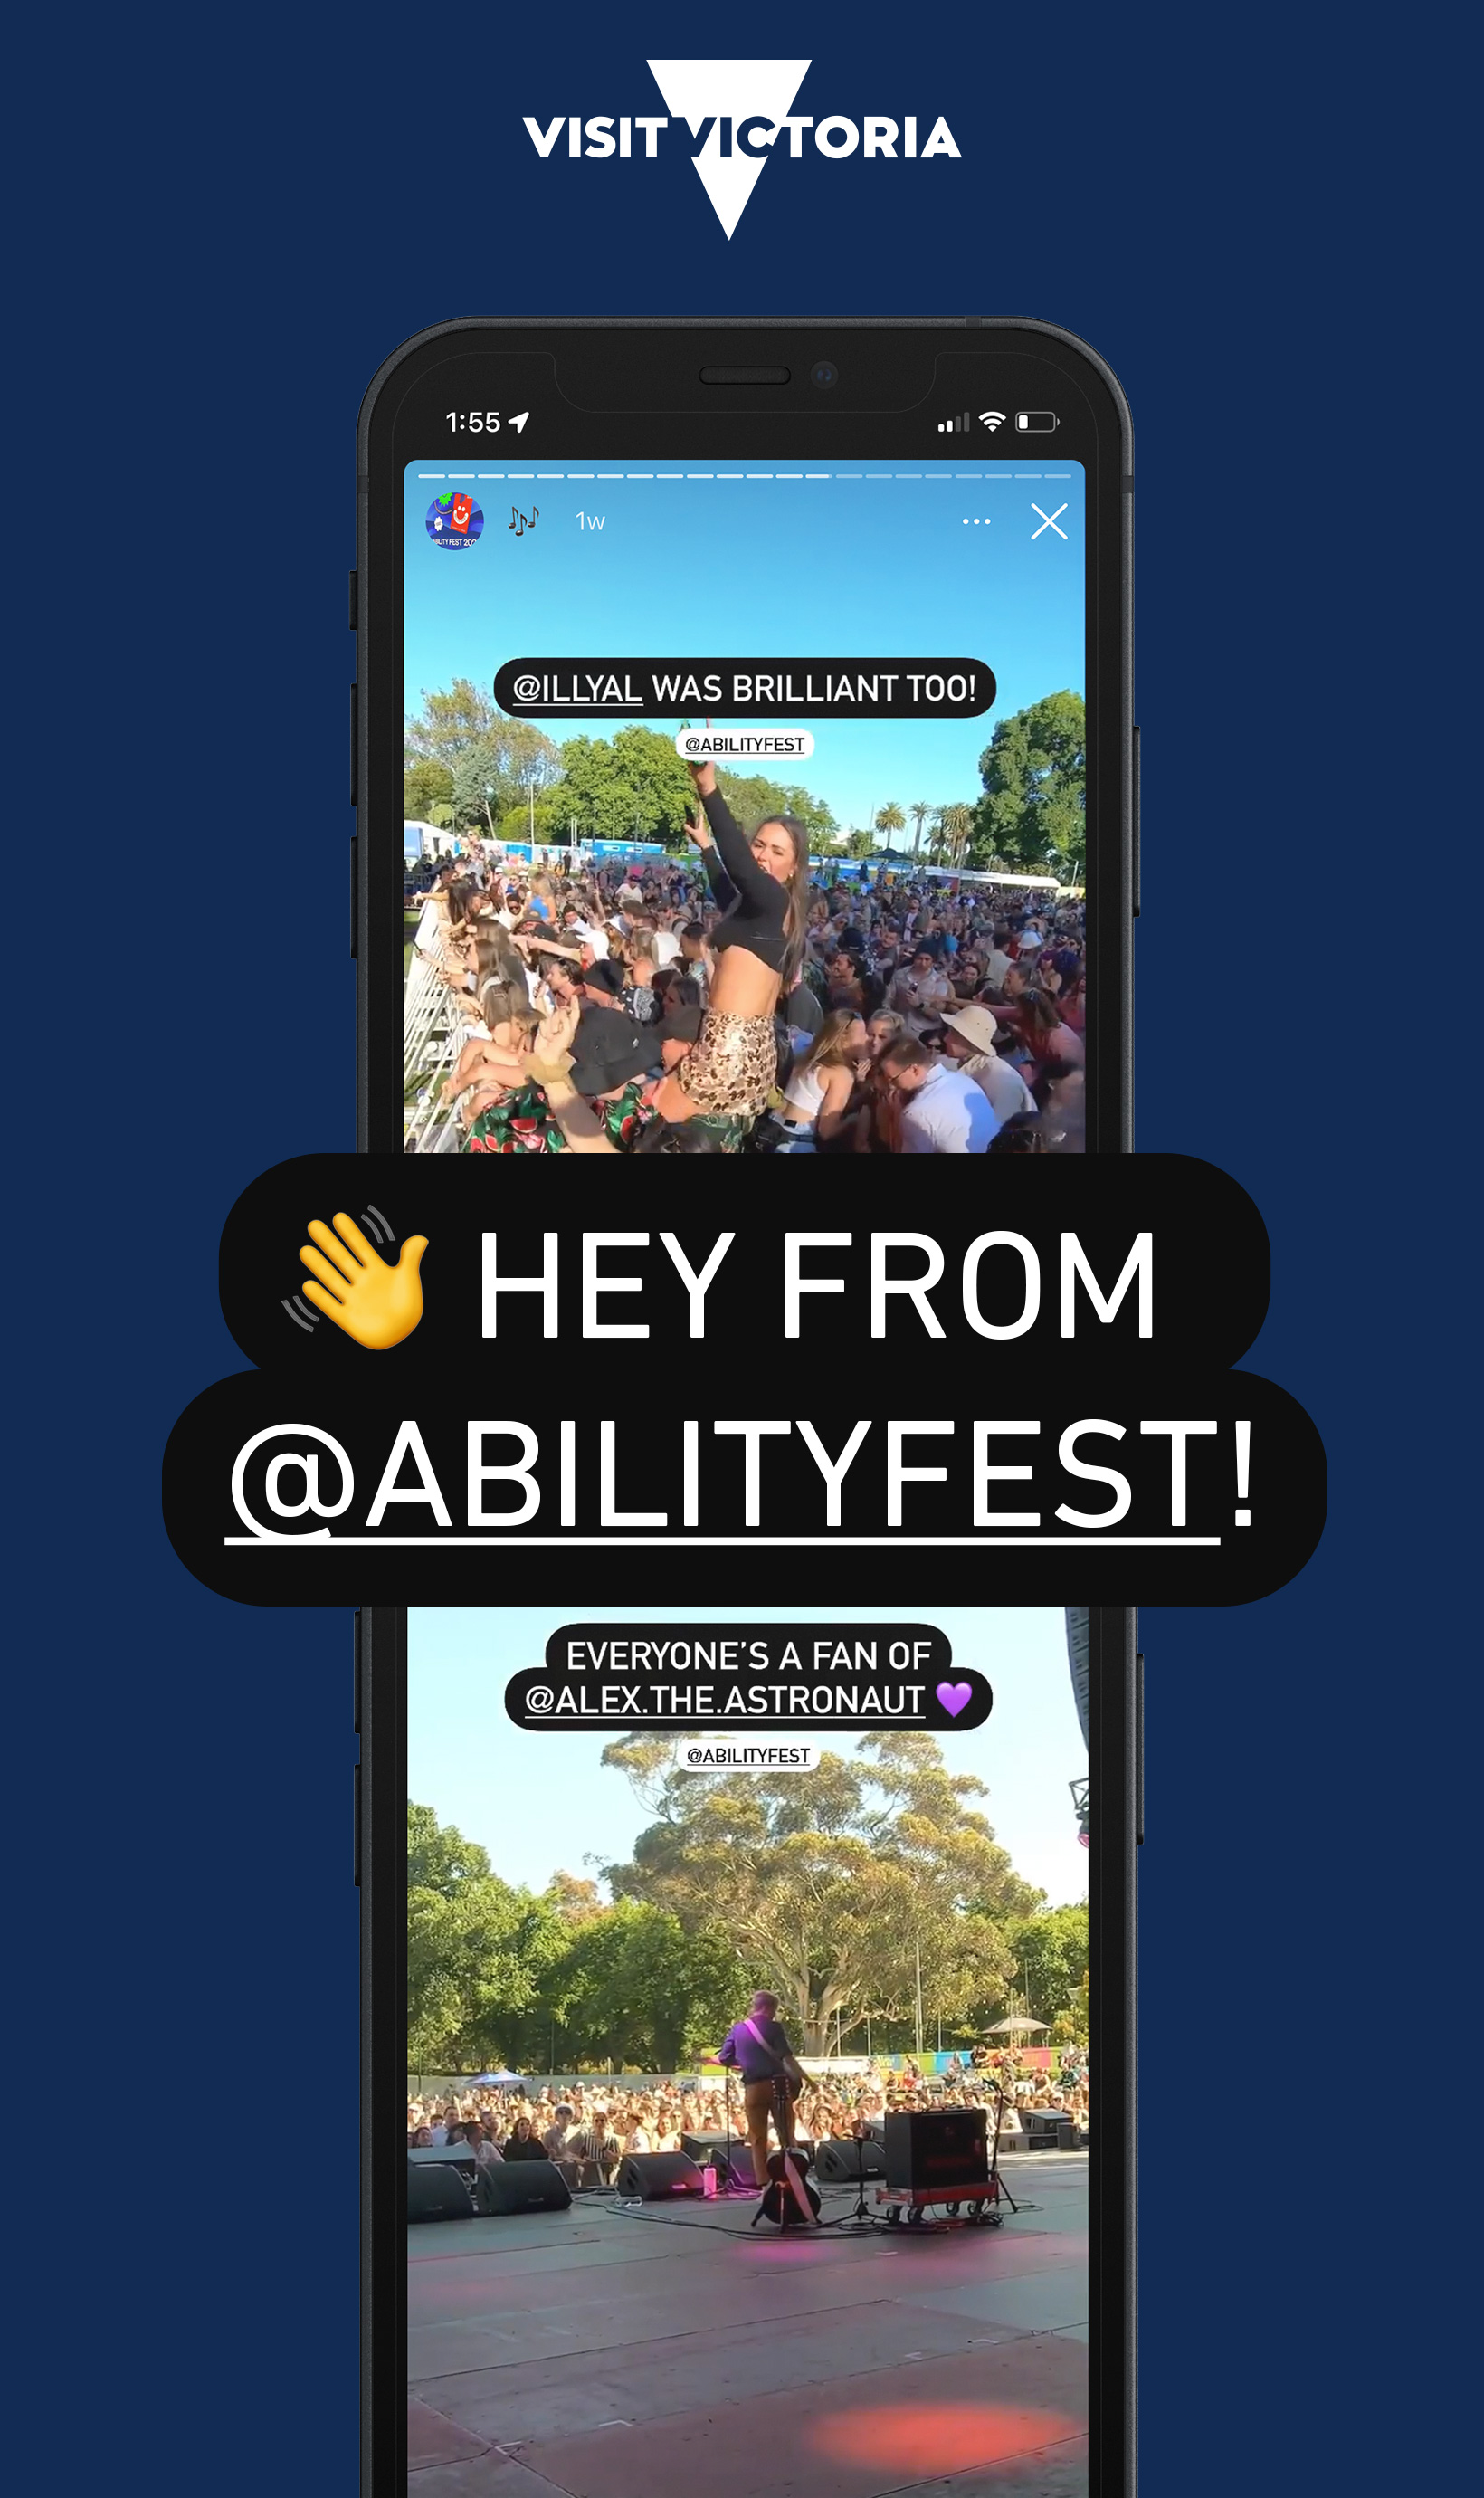 VISIT VICTORIA
1:55
1w
@ILLYAL WAS BRILLIANT TOO!
@ABILITYFEST
👋 HEY FROM
@ABILITYFEST!
EVERYONE'S A FAN OF
@ALEX.THE.ASTRONAUT 💜
@ABILITYFEST